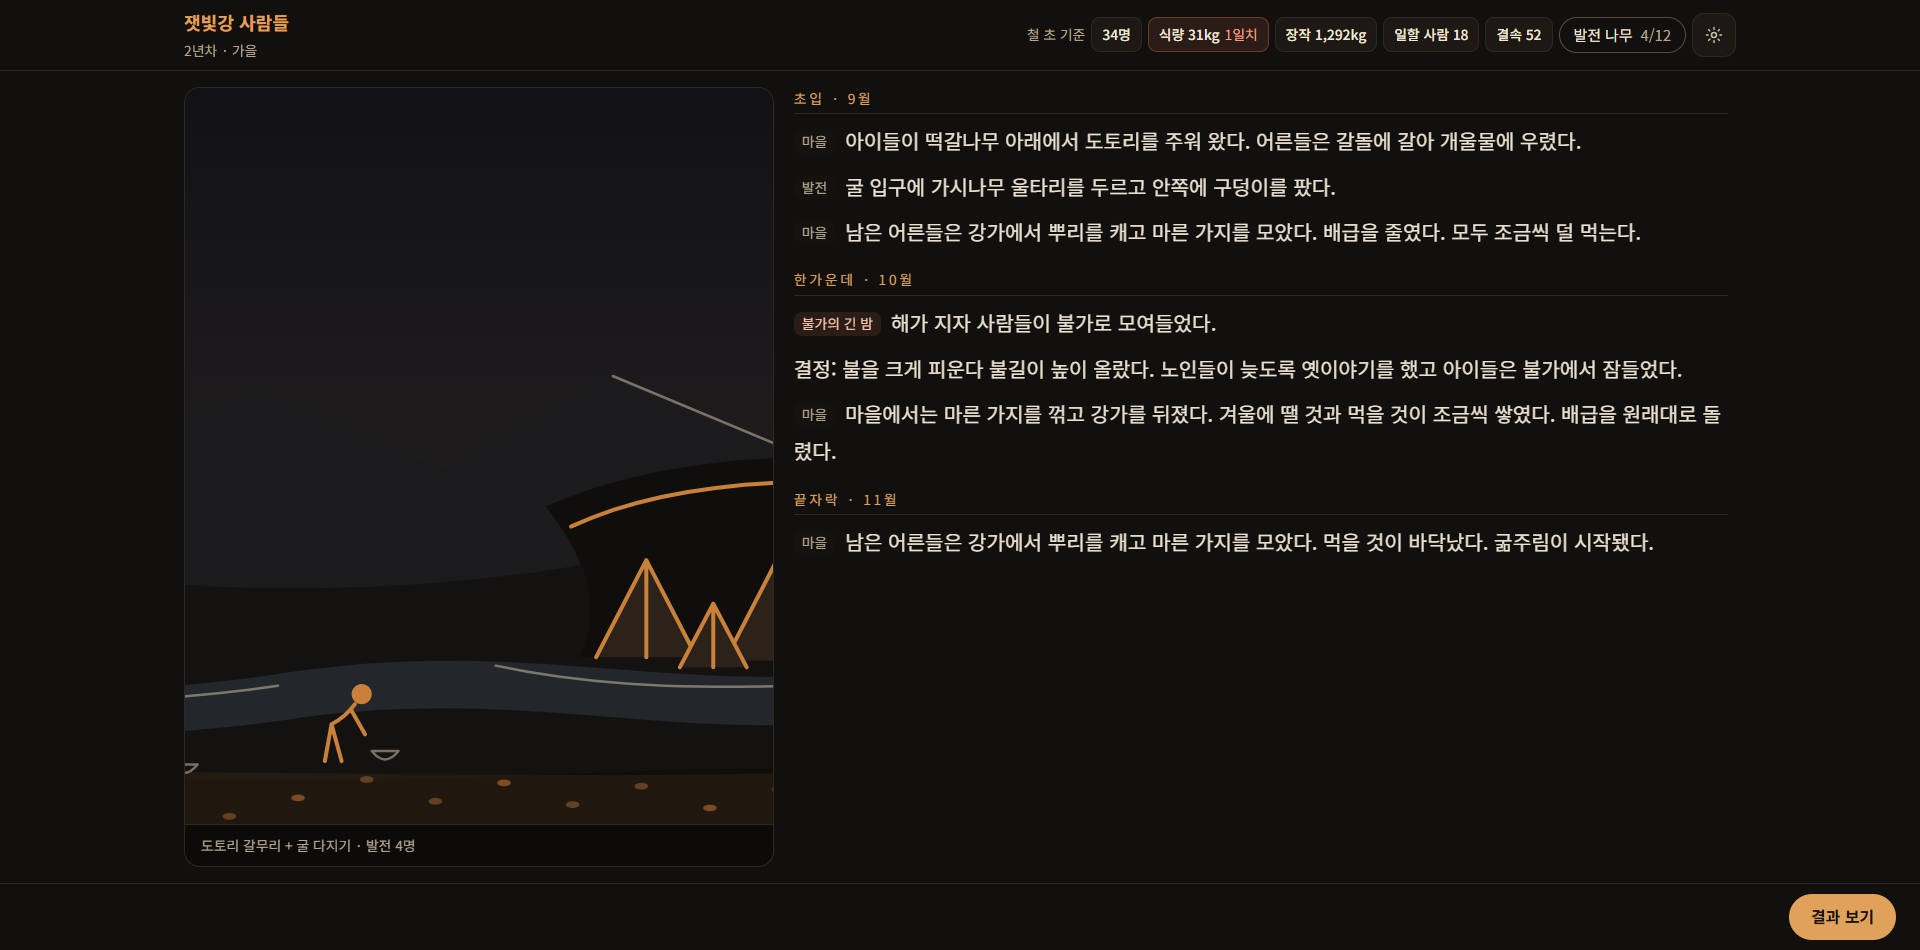 잿빛강 사람들
2년차 · 가을
철 초 기준 34명 식량 31kg 1일치 장작 1,292kg 일할 사람 18 결속 52 발전 나무 4/12
초입 · 9월
마을 아이들이 떡갈나무 아래에서 도토리를 주워 왔다. 어른들은 갈돌에 갈아 개울물에 우렸다.
발전 굴 입구에 가시나무 울타리를 두르고 안쪽에 구덩이를 팠다.
마을 남은 어른들은 강가에서 뿌리를 캐고 마른 가지를 모았다. 배급을 줄였다. 모두 조금씩 덜 먹는다.
한가운데 · 10월
불가의 긴 밤 해가 지자 사람들이 불가로 모여들었다.
결정: 불을 크게 피운다 불길이 높이 올랐다. 노인들이 늦도록 옛이야기를 했고 아이들은 불가에서 잠들었다.
마을 마을에서는 마른 가지를 꺾고 강가를 뒤졌다. 겨울에 땔 것과 먹을 것이 조금씩 쌓였다. 배급을 원래대로 돌
렸다.
끝자락 · 11월
마을 남은 어른들은 강가에서 뿌리를 캐고 마른 가지를 모았다. 먹을 것이 바닥났다. 굶주림이 시작됐다.
도토리 갈무리 + 굴 다지기 · 발전 4명
결과 보기